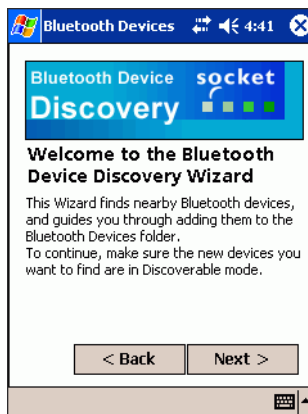 Bluetooth Devices 4:41
Bluetooth Device
Discovery
socket
Welcome to the Bluetooth
Device Discovery Wizard
This Wizard finds nearby Bluetooth devices,
and guides you through adding them to the
Bluetooth Devices folder.
To continue, make sure the new devices you
want to find are in Discoverable mode.
< Back
Next >